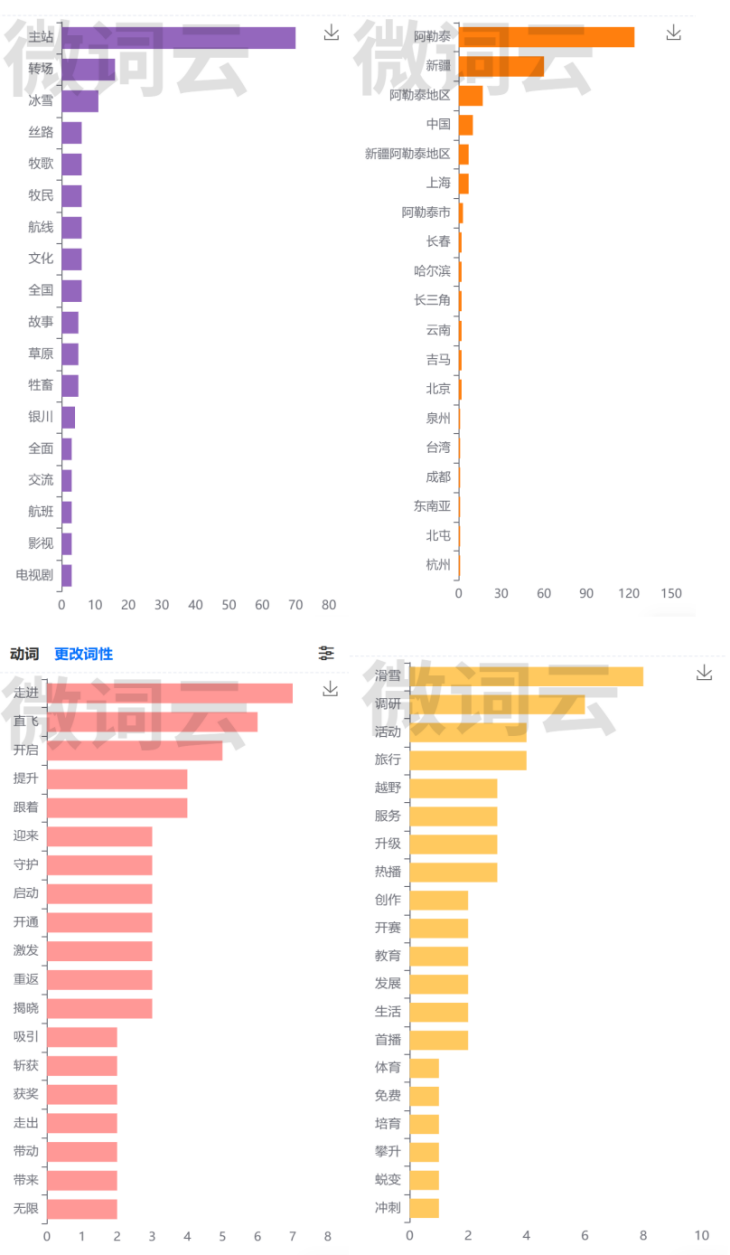 微词云
主站
转场
冰雪
丝路
牧歌
牧民
航线
文化
全国
故事
草原
牲畜
银川
全面
交流
航班
影视
电视剧
0 10 20 30 40 50 60 70 80
微词云
阿勒泰
新疆
阿勒泰地区
中国
新疆阿勒泰地区
上海
阿勒泰市
长春
哈尔滨
长三角
云南
吉马
北京
泉州
台湾
成都
东南亚
北屯
杭州
0 30 60 90 120 150
动词 更改词性
微词云
走进
直飞
开启
提升
跟着
迎来
守护
启动
开通
激发
重返
揭晓
吸引
斩获
获奖
走出
带动
带来
无限
0 1 2 3 4 5 6 7 8
微词云
滑雪
调研
活动
旅行
越野
服务
升级
热播
创作
开赛
教育
发展
生活
首播
体育
免费
培育
攀升
蜕变
冲刺
0 2 4 6 8 10